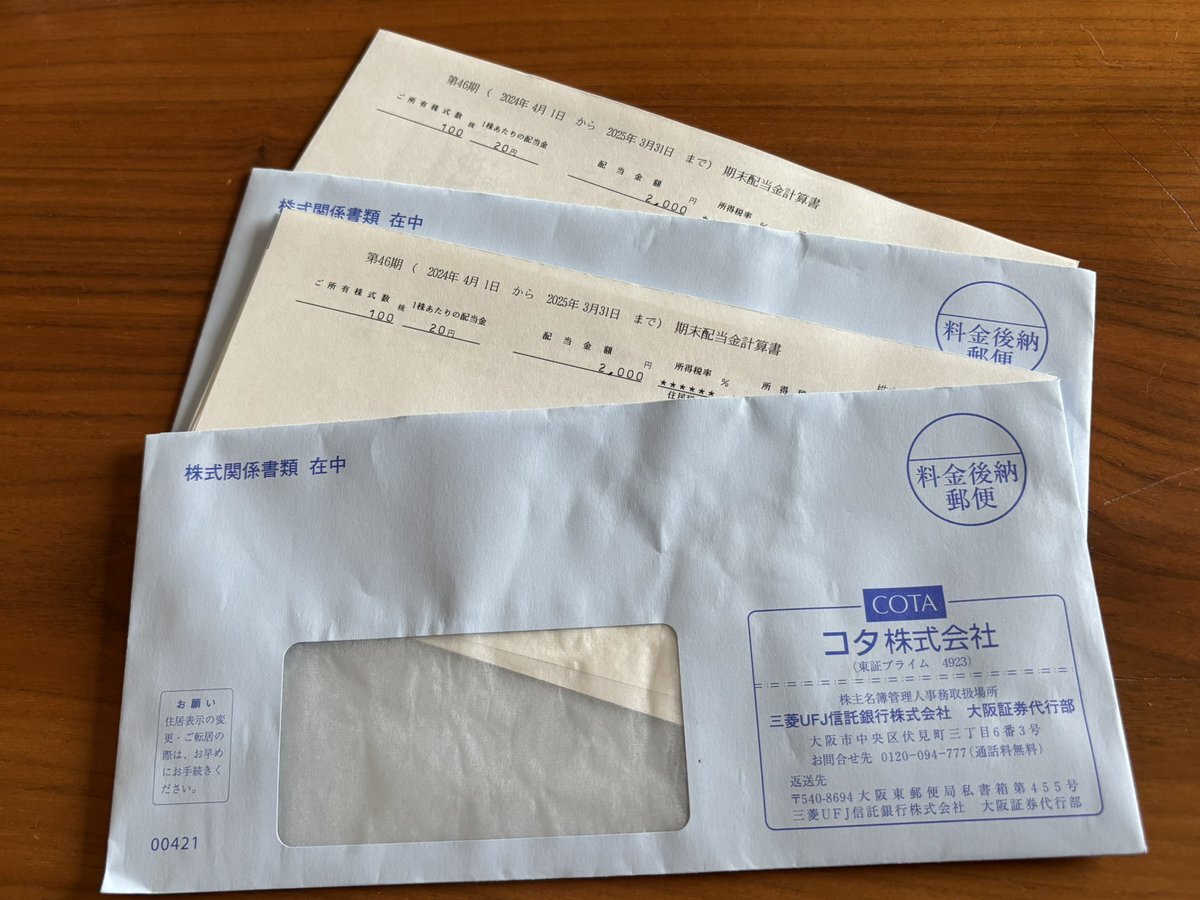 第46期 ( 2024年 4月 1日 から 2025年 3月31日 まで) 期末配当金計算書
ご所有株式数 株 1株あたりの配当金
100 20円
配当金額 円 所得税率 %
2,000
株式関係書類 在中
料金後納
郵便
第46期 ( 2024年 4月 1日 から 2025年 3月31日 まで) 期末配当金計算書
ご所有株式数 株 1株あたりの配当金
100 20円
配当金額 円 所得税率 % 所得
2,000 ******
株式関係書類 在中
料金後納
郵便
COTA
コタ株式会社
(東証プライム 4923)
株主名簿管理人事務取扱場所
三菱UFJ信託銀行株式会社 大阪証券代行部
大阪市中央区伏見町三丁目6番3号
お問合せ先 0120-094-777(通話料無料)
返送先
〒540-8694 大阪東郵便局私書箱第455号
三菱UFJ信託銀行株式会社 大阪証券代行部
お願い
住居表示の変
更・ご転居の
際は、お早め
にお手続きく
ださい。
00421